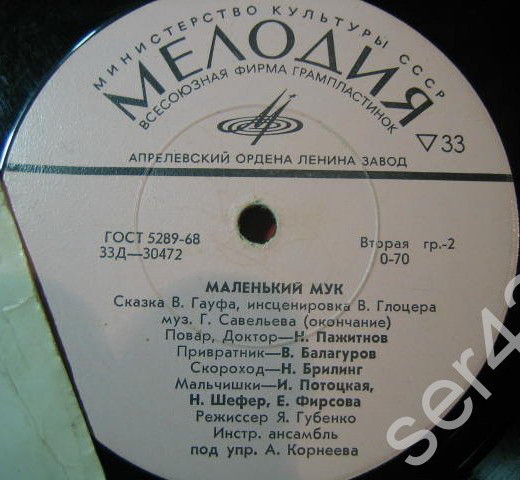 МИНИСТЕРСТВО КУЛЬТУРЫ СССР
МЕЛОДИЯ
ВСЕСОЮЗНАЯ ФИРМА ГРАМПЛАСТИНОК
▽33
АПРЕЛЕВСКИЙ ОРДЕНА ЛЕНИНА ЗАВОД
ГОСТ 5289-68
33Д—30472
Вторая гр.-2
0-70
МАЛЕНЬКИЙ МУК
Сказка В. Гауфа, инсценировка В. Глоцера
муз. Г. Савельева (окончание)
Повар, Доктор—Н. Пажитнов
Привратник—В. Балагуров
Скороход—Н. Брилинг
Мальчишки—И. Потоцкая,
Н. Шефер, Е. Фирсова
Режиссер Я. Губенко
Инстр. ансамбль
под упр. А. Корнеева